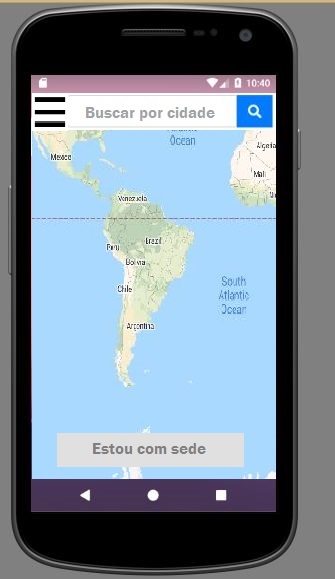 10:40
Buscar por cidade
Atlantic
Ocean
Algeria
Mexico
Mali
Venezuela
Brazil
Peru
Bolivia
South
Atlantic
Ocean
Chile
Argentina
Estou com sede